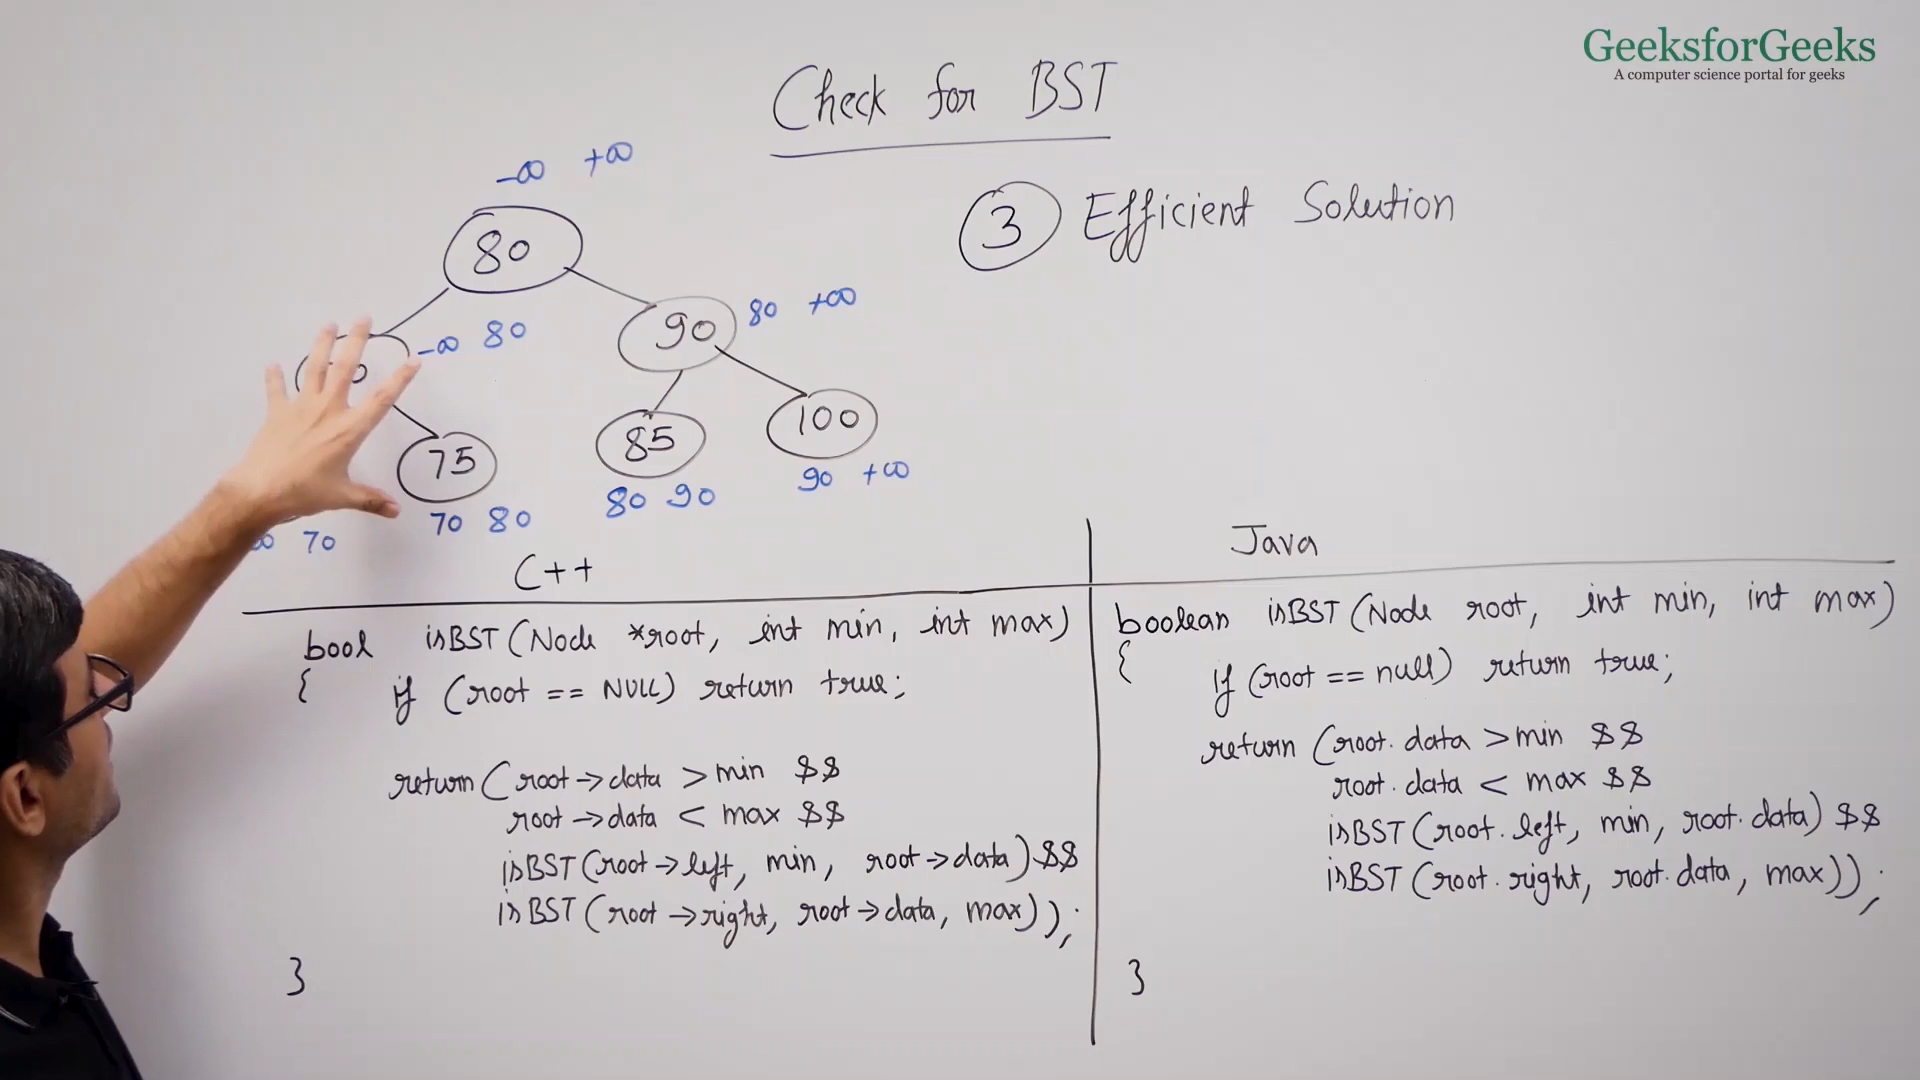 GeeksforGeeks
A computer science portal for geeks
Check for BST
-∞ +∞
80
③ Efficient Solution
90 80 +∞
-∞ 80
75
85
100
70 80
80 90
90 +∞
70
C++
bool isBST(Node *root, int min, int max)
{ if (root == NULL) return true;
return (root->data > min &&
root->data < max &&
isBST(root->left, min, root->data) &&
isBST(root->right, root->data, max));
}
Java
boolean isBST(Node root, int min, int max)
{ if (root == null) return true;
return (root.data > min &&
root.data < max &&
isBST(root.left, min, root.data) &&
isBST(root.right, root.data, max));
}